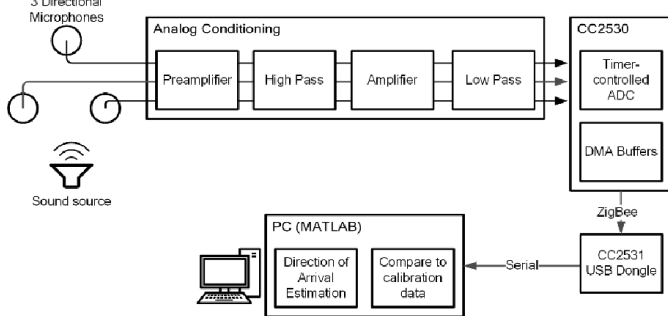 3 Directional
Microphones
Analog Conditioning
CC2530
Preamplifier
High Pass
Amplifier
Low Pass
Timer-
controlled
ADC
DMA Buffers
Sound source
ZigBee
PC (MATLAB)
Direction of
Arrival
Estimation
Compare to
calibration
data
Serial
CC2531
USB Dongle